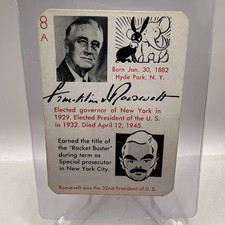 8
A
Born Jan. 30, 1882
Hyde Park, N. Y.
Franklin D Roosevelt
Elected governor of New York in
1929. Elected President of the U. S.
in 1932. Died April 12, 1945.
Earned the title of
the "Rocket Buster"
during term as
Special prosecutor
in New York City.
Roosevelt was the 32nd President of U. S.